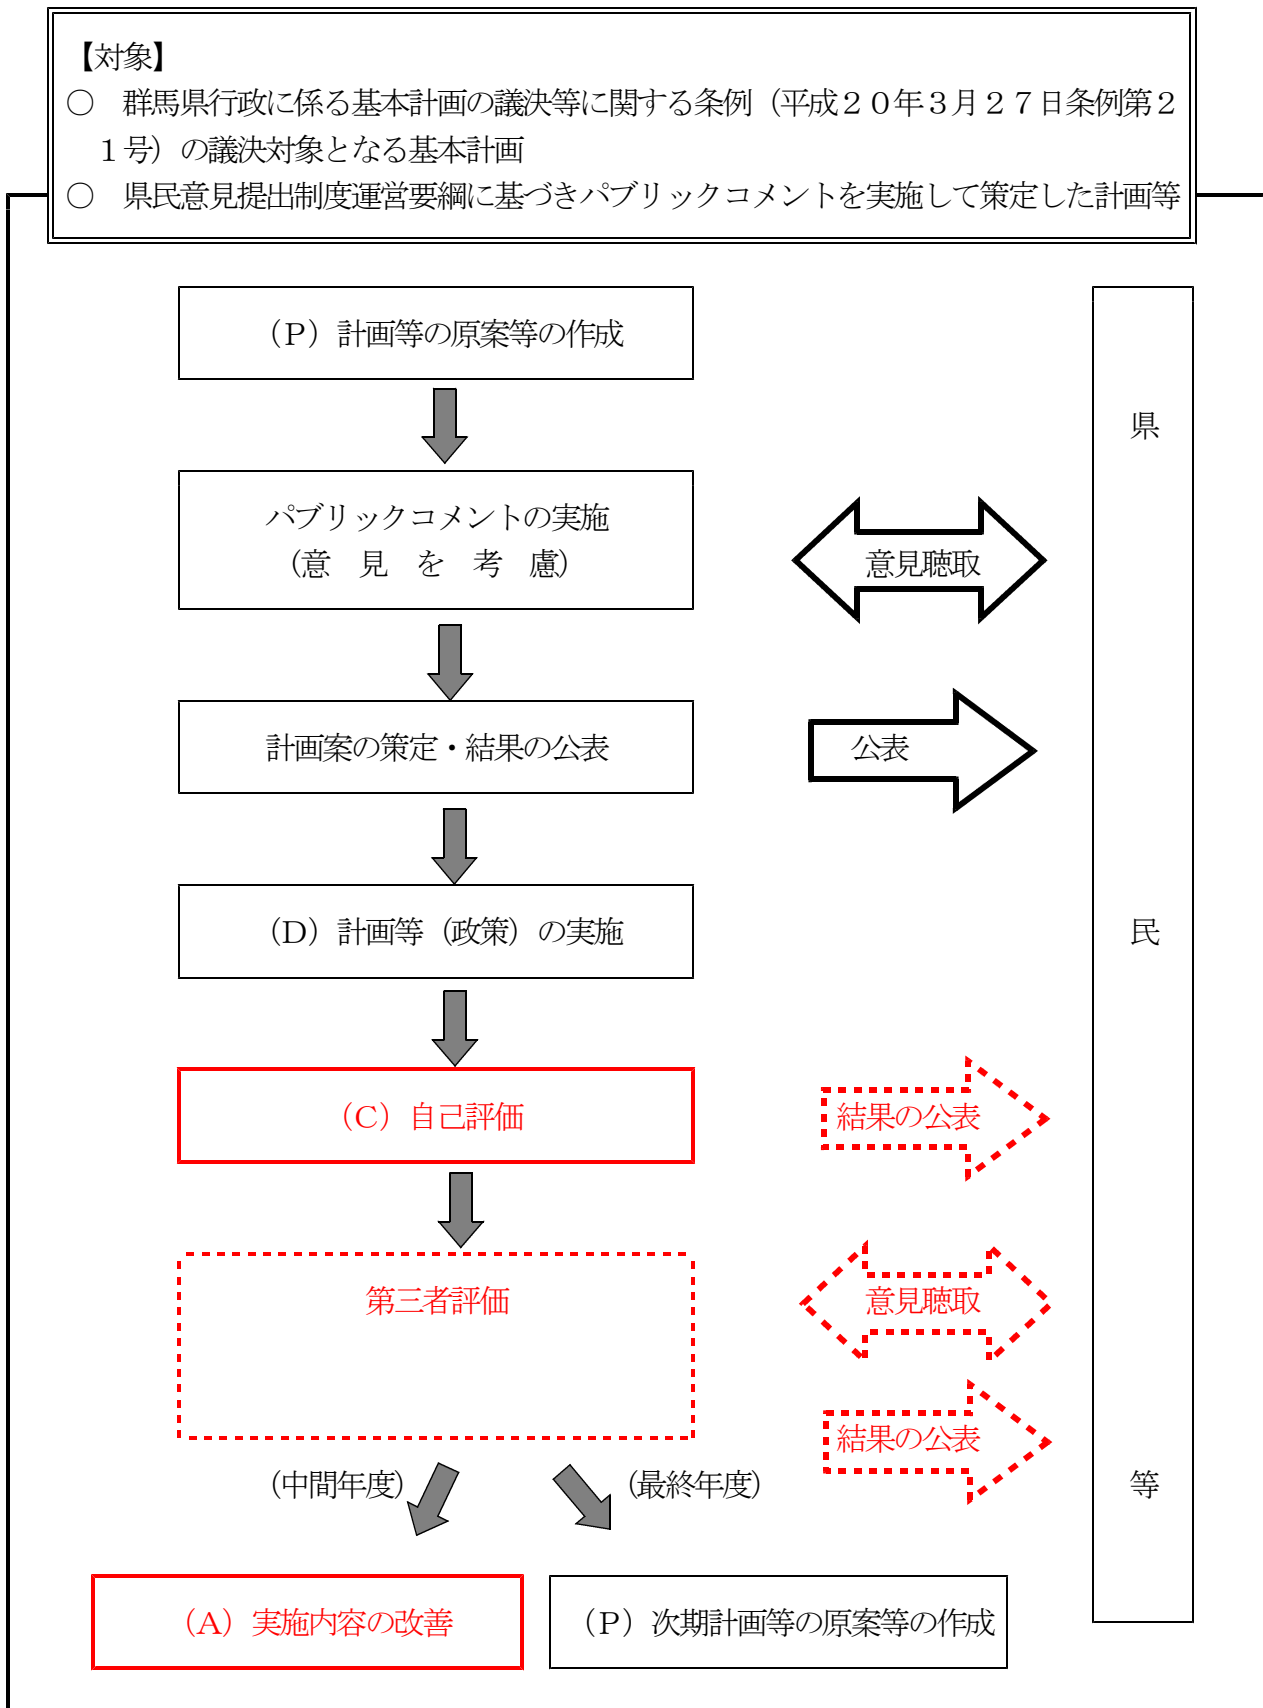 【対象】
○　群馬県行政に係る基本計画の議決等に関する条例（平成２０年３月２７日条例第２
１号）の議決対象となる基本計画
○　県民意見提出制度運営要綱に基づきパブリックコメントを実施して策定した計画等
（Ｐ）計画等の原案等の作成
パブリックコメントの実施
（意　見　を　考　慮）
意見聴取
計画案の策定・結果の公表
公表
（Ｄ）計画等（政策）の実施
（Ｃ）自己評価
結果の公表
第三者評価
意見聴取
結果の公表
（中間年度）
（最終年度）
（Ａ）実施内容の改善
（Ｐ）次期計画等の原案等の作成
県
民
等